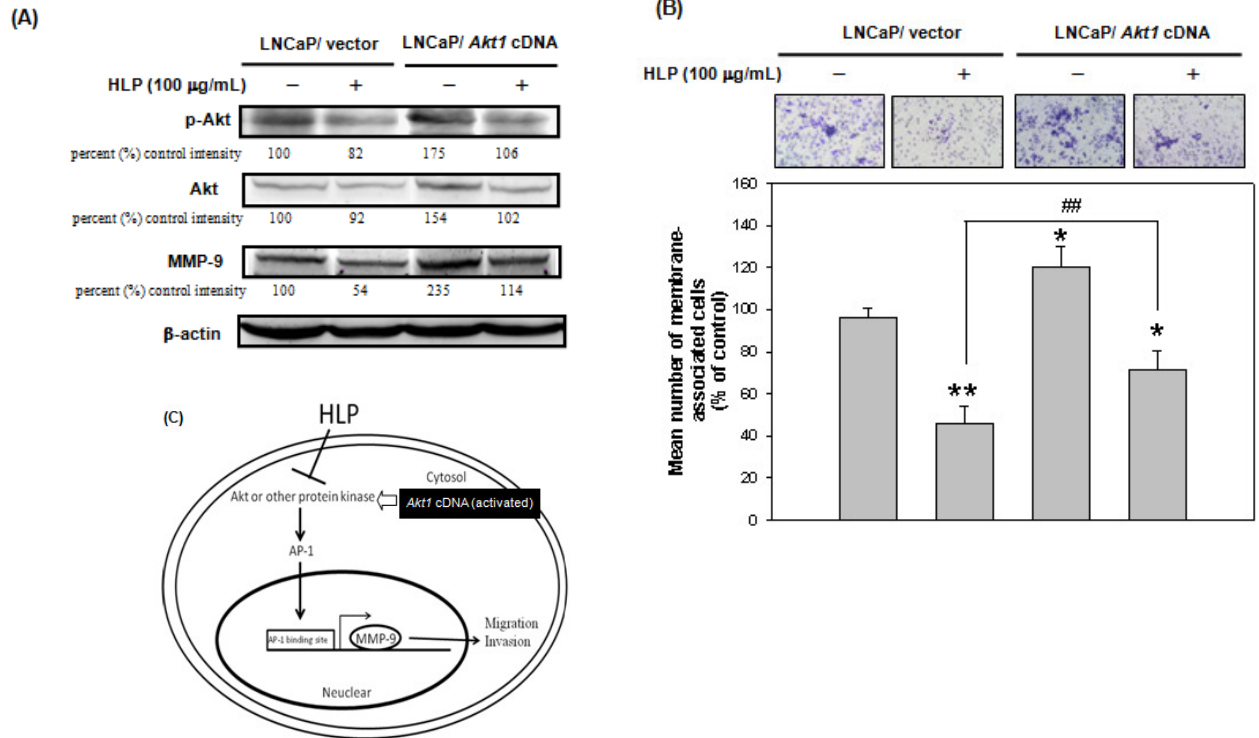 (A)
LNCaP/ vector LNCaP/ Akt1 cDNA
HLP (100 μg/mL) – + – +
p-Akt
percent (%) control intensity 100 82 175 106
Akt
percent (%) control intensity 100 92 154 102
MMP-9
percent (%) control intensity 100 54 235 114
β-actin
(B)
LNCaP/ vector LNCaP/ Akt1 cDNA
HLP (100 μg/mL) – + – +
Mean number of membrane-
associated cells
(% of control)
160
140
120
100
80
60
40
20
0
**
*
##
*
(C)
HLP
Cytosol
Akt or other protein kinase
Akt1 cDNA (activated)
AP-1
AP-1 binding site
MMP-9
Migration
Invasion
Neuclear